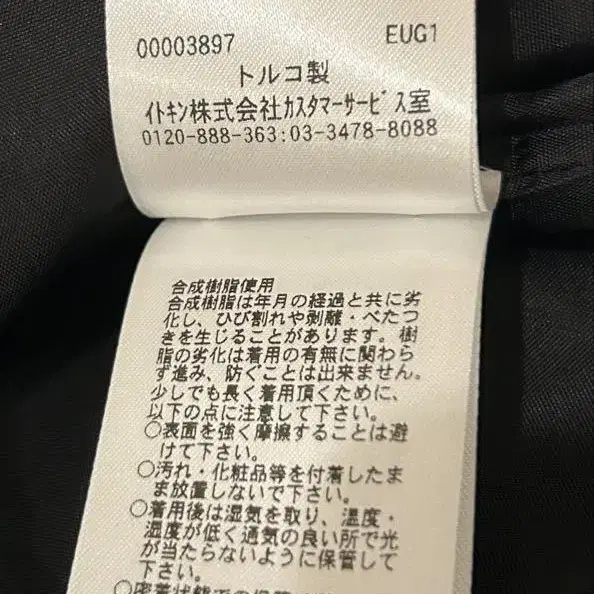 00003897 EUG1
トルコ製
ｲﾄｷﾝ株式会社ｶｽﾀﾏｰｻｰﾋﾞｽ室
0120-888-363:03-3478-8088
合成樹脂使用
合成樹脂は年月の経過と共に劣
化し、ひび割れや剥離・べたつ
きを生じることがあります。樹
脂の劣化は着用の有無に関わら
ず進み、防ぐことは出来ません。
少しでも長く着用頂くために、
以下の点に注意して下さい。
○表面を強く摩擦することは避
けて下さい。
○汚れ・化粧品等を付着したま
ま放置しないで下さい。
○着用後は湿気を取り、温度・
湿度が低く通気の良い所で光
が当たらないように保管して
下さい。
○密着状態での保管